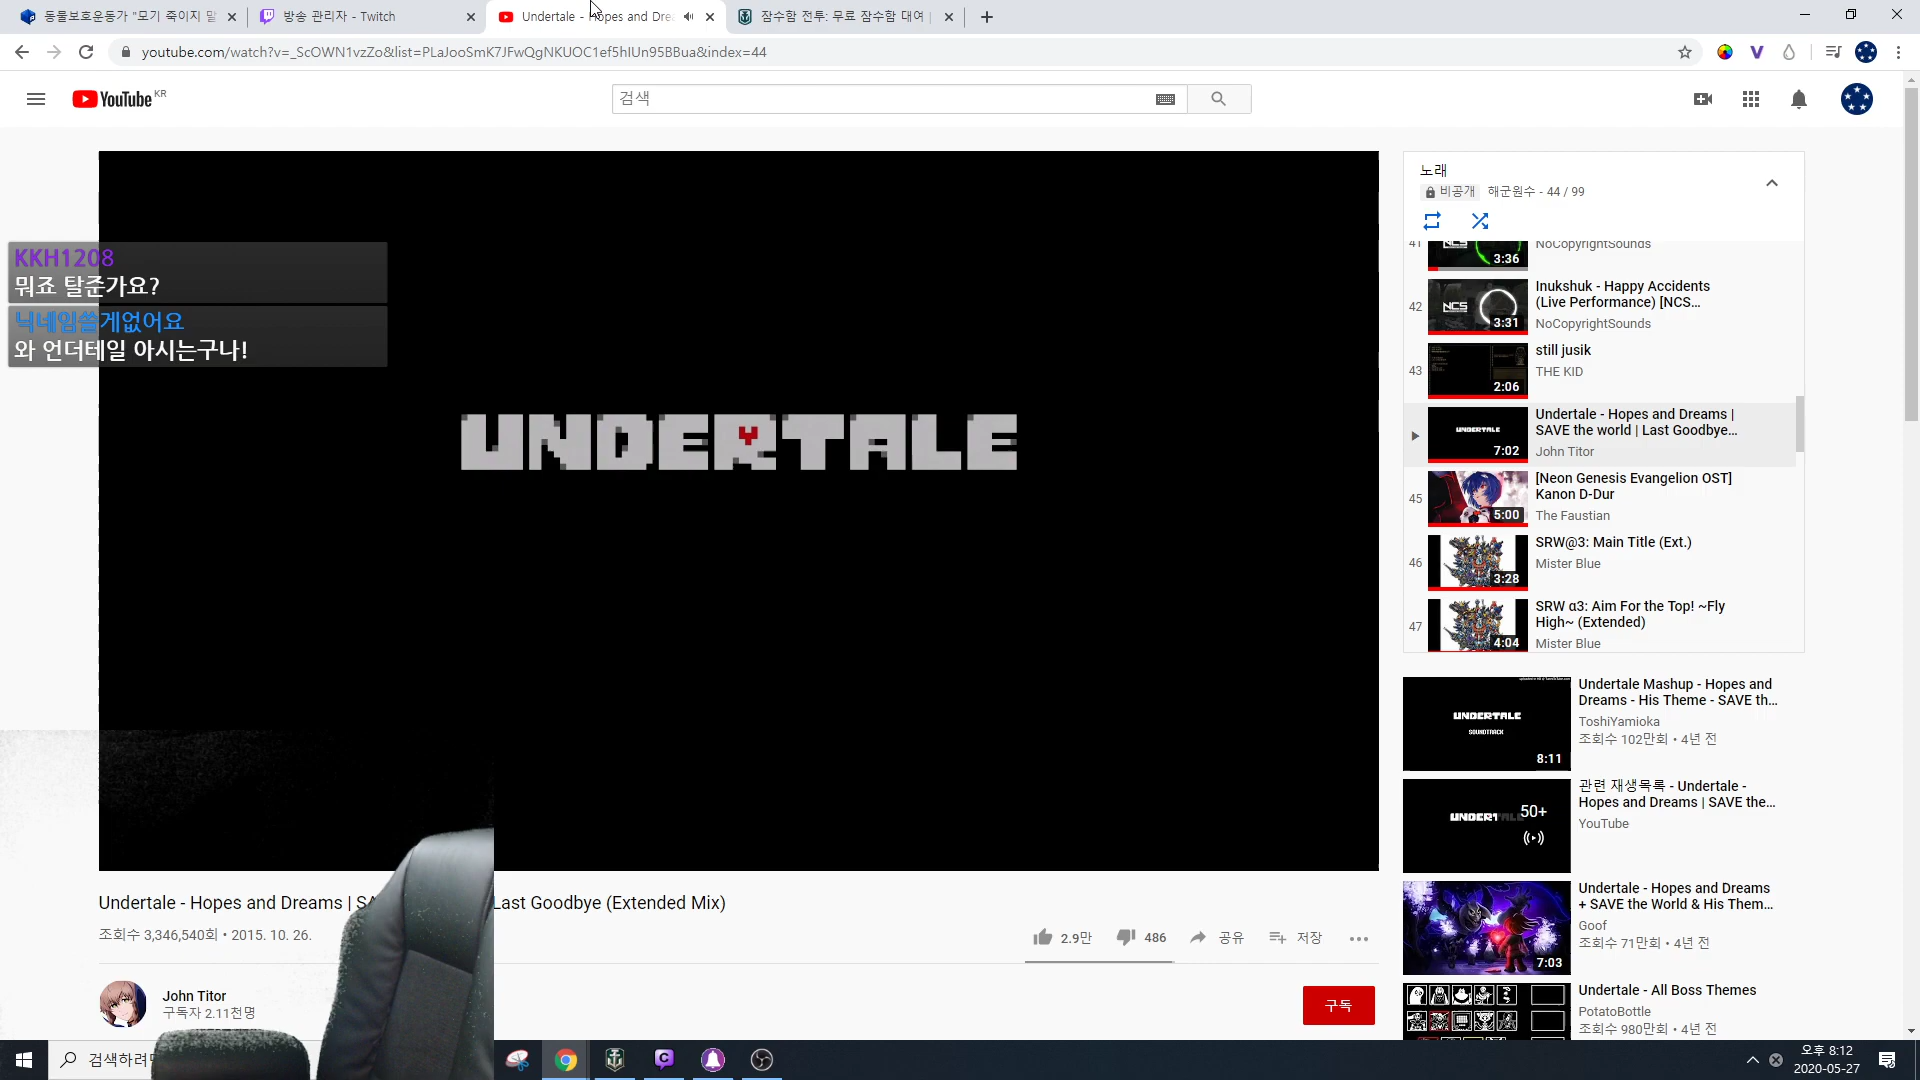 동물보호운동가 "모기 죽이지 말
방송 관리자 - Twitch
Undertale - Hopes and Drea
잠수함 전투: 무료 잠수함 대여 |
youtube.com/watch?v=_ScOWN1vzZo&list=PLaJooSmK7JFwQgNKUOC1ef5hIUn95BBua&index=44
YouTube KR
검색
KKH1208
뭐죠 탈준가요?
닉네임쓸게없어요
와 언더테일 아시는구나!
UNDERTALE
Undertale - Hopes and Dreams | SA
Last Goodbye (Extended Mix)
조회수 3,346,540회 • 2015. 10. 26.
2.9만
486
공유
저장
John Titor
구독자 2.11천명
구독
노래
비공개
해군원수 - 44 / 99
41
NCS
3:36
NoCopyrightSounds
42
NCS
3:31
Inukshuk - Happy Accidents
(Live Performance) [NCS...
NoCopyrightSounds
43
2:06
still jusik
THE KID
UNDERTALE
7:02
Undertale - Hopes and Dreams |
SAVE the world | Last Goodbye...
John Titor
45
5:00
[Neon Genesis Evangelion OST]
Kanon D-Dur
The Faustian
46
3:28
SRW@3: Main Title (Ext.)
Mister Blue
47
4:04
SRW α3: Aim For the Top! ~Fly
High~ (Extended)
Mister Blue
UNDERTALE
SOUNDTRACK
8:11
Undertale Mashup - Hopes and
Dreams - His Theme - SAVE th...
ToshiYamioka
조회수 102만회 • 4년 전
UNDERTALE
50+
관련 재생목록 - Undertale -
Hopes and Dreams | SAVE the...
YouTube
7:03
Undertale - Hopes and Dreams
+ SAVE the World & His Them...
Goof
조회수 71만회 • 4년 전
Undertale - All Boss Themes
PotatoBottle
조회수 980만회 • 4년 전
검색하려
오후 8:12
2020-05-27